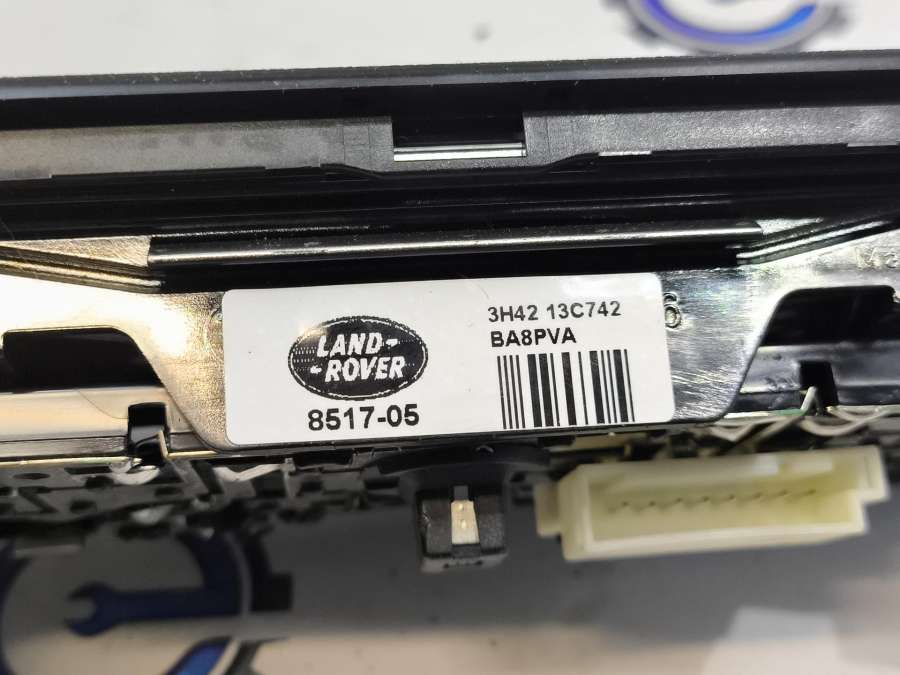 LAND-
-ROVER
8517-05
3H42 13C742
BA8PVA